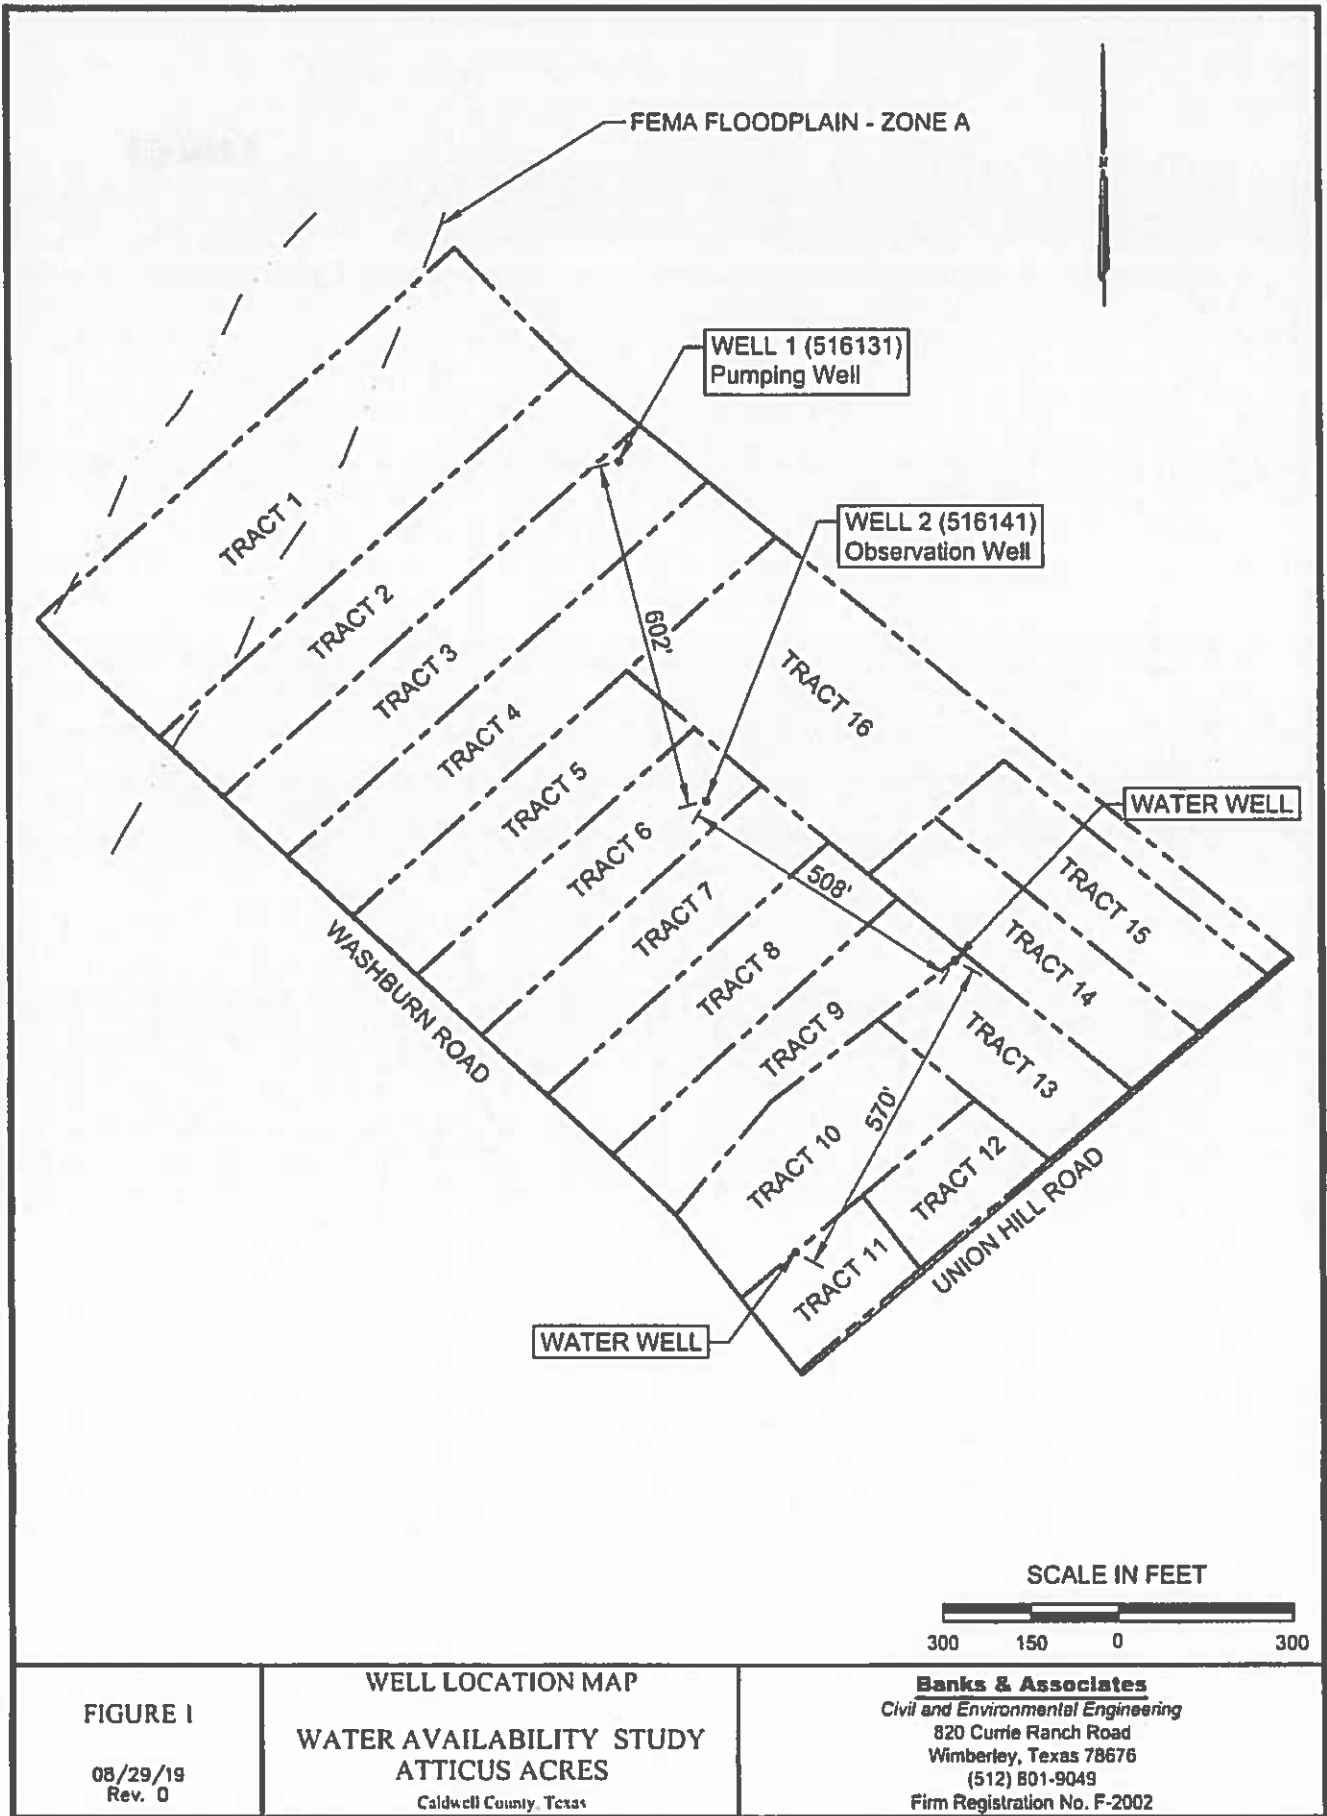 FEMA FLOODPLAIN - ZONE A
N
WELL 1 (516131)
Pumping Well
WELL 2 (516141)
Observation Well
TRACT 1
TRACT 2
TRACT 3
TRACT 4
TRACT 5
TRACT 6
TRACT 7
TRACT 8
TRACT 9
TRACT 10
TRACT 11
TRACT 12
TRACT 13
TRACT 14
TRACT 15
TRACT 16
602'
508'
570'
WATER WELL
WATER WELL
WASHBURN ROAD
UNION HILL ROAD
SCALE IN FEET
300 150 0 300
FIGURE 1
08/29/19
Rev. 0
WELL LOCATION MAP
WATER AVAILABILITY STUDY
ATTICUS ACRES
Caldwell County, Texas
Banks & Associates
Civil and Environmental Engineering
820 Currie Ranch Road
Wimberley, Texas 78676
(512) 801-9049
Firm Registration No. F-2002